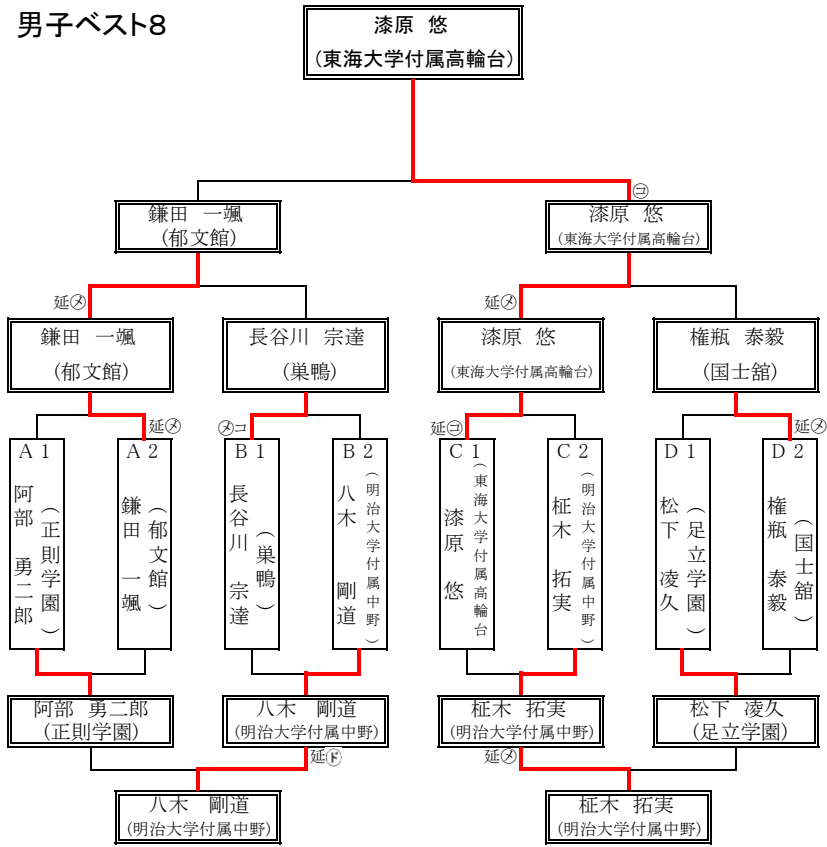 男子ベスト8
漆原 悠
(東海大学付属高輪台)
㋙
鎌田 一颯
(郁文館)
漆原 悠
(東海大学付属高輪台)
延㋱
延㋱
鎌田 一颯
(郁文館)
長谷川 宗達
(巣鴨)
漆原 悠
(東海大学付属高輪台)
権瓶 泰毅
(国士舘)
延㋱
㋱コ
延㋙
延㋱
A1
阿部 勇二郎
(正則学園)
A2
鎌田 一颯
(郁文館)
B1
長谷川 宗達
(巣鴨)
B2
八木 剛道
(明治大学付属中野)
C1
漆原 悠
(東海大学付属高輪台
C2
柾木 拓実
(明治大学付属中野)
D1
松下 凌久
(足立学園)
D2
権瓶 泰毅
(国士舘)
阿部 勇二郎
(正則学園)
八木 剛道
(明治大学付属中野)
柾木 拓実
(明治大学付属中野)
松下 凌久
(足立学園)
延㋣゙
延㋱
八木 剛道
(明治大学付属中野)
柾木 拓実
(明治大学付属中野)